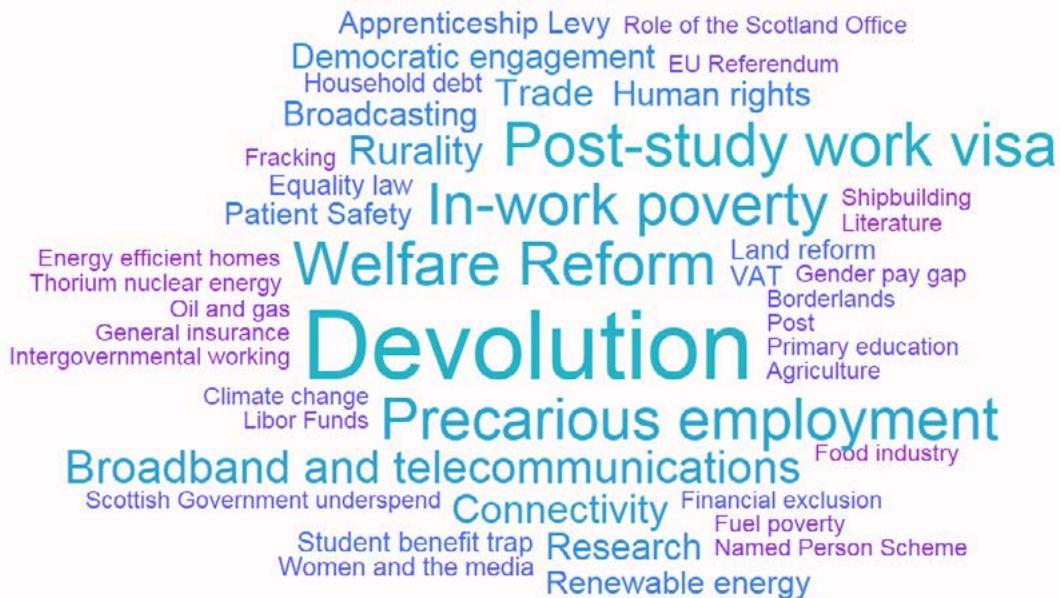 Apprenticeship Levy
Role of the Scotland Office
Democratic engagement
EU Referendum
Household debt
Trade
Human rights
Broadcasting
Post-study work visa
Fracking
Rurality
Equality law
In-work poverty
Shipbuilding
Patient Safety
Literature
Energy efficient homes
Welfare Reform
Land reform
Thorium nuclear energy
VAT
Gender pay gap
Oil and gas
Borderlands
General insurance
Devolution
Post
Intergovernmental working
Primary education
Agriculture
Climate change
Libor Funds
Precarious employment
Broadband and telecommunications
Food industry
Scottish Government underspend
Connectivity
Financial exclusion
Fuel poverty
Student benefit trap
Research
Named Person Scheme
Women and the media
Renewable energy